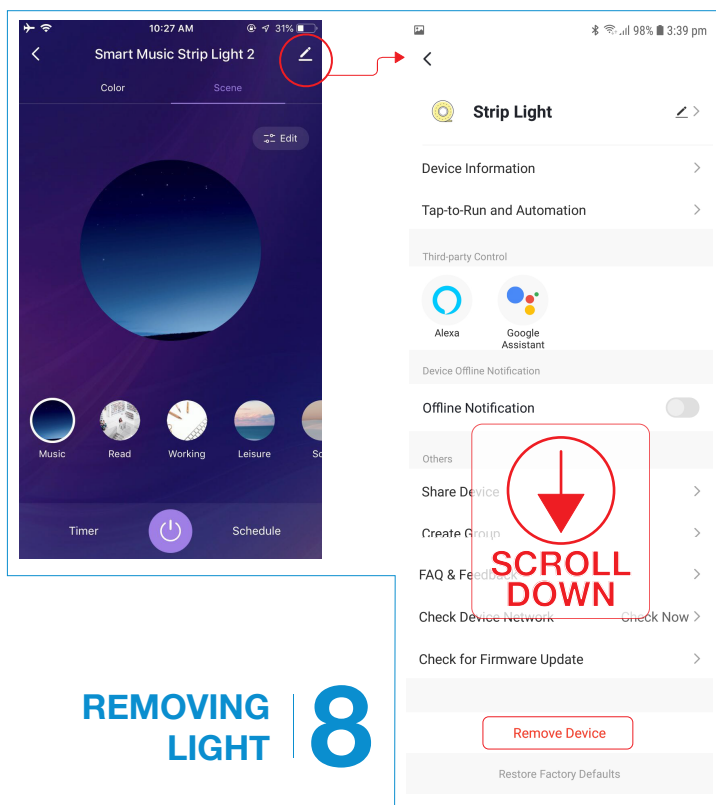 10:27 AM
31%
Smart Music Strip Light 2
Color
Scene
Edit
Music
Read
Working
Leisure
Sc
Timer
Schedule
98%
3:39 pm
Strip Light
Device Information
Tap-to-Run and Automation
Third-party Control
Alexa
Google
Assistant
Device Offline Notification
Offline Notification
Others
Share Device
Create Group
FAQ & Feedback
Check Device Network
Check Now
Check for Firmware Update
SCROLL
DOWN
Remove Device
Restore Factory Defaults
REMOVING
LIGHT
8